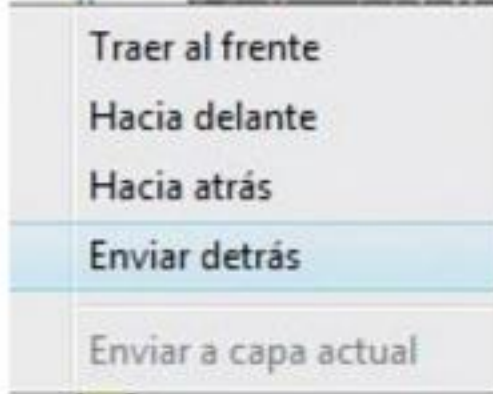 Traer al frente
Hacia delante
Hacia atrás
Enviar detrás
Enviar a capa actual